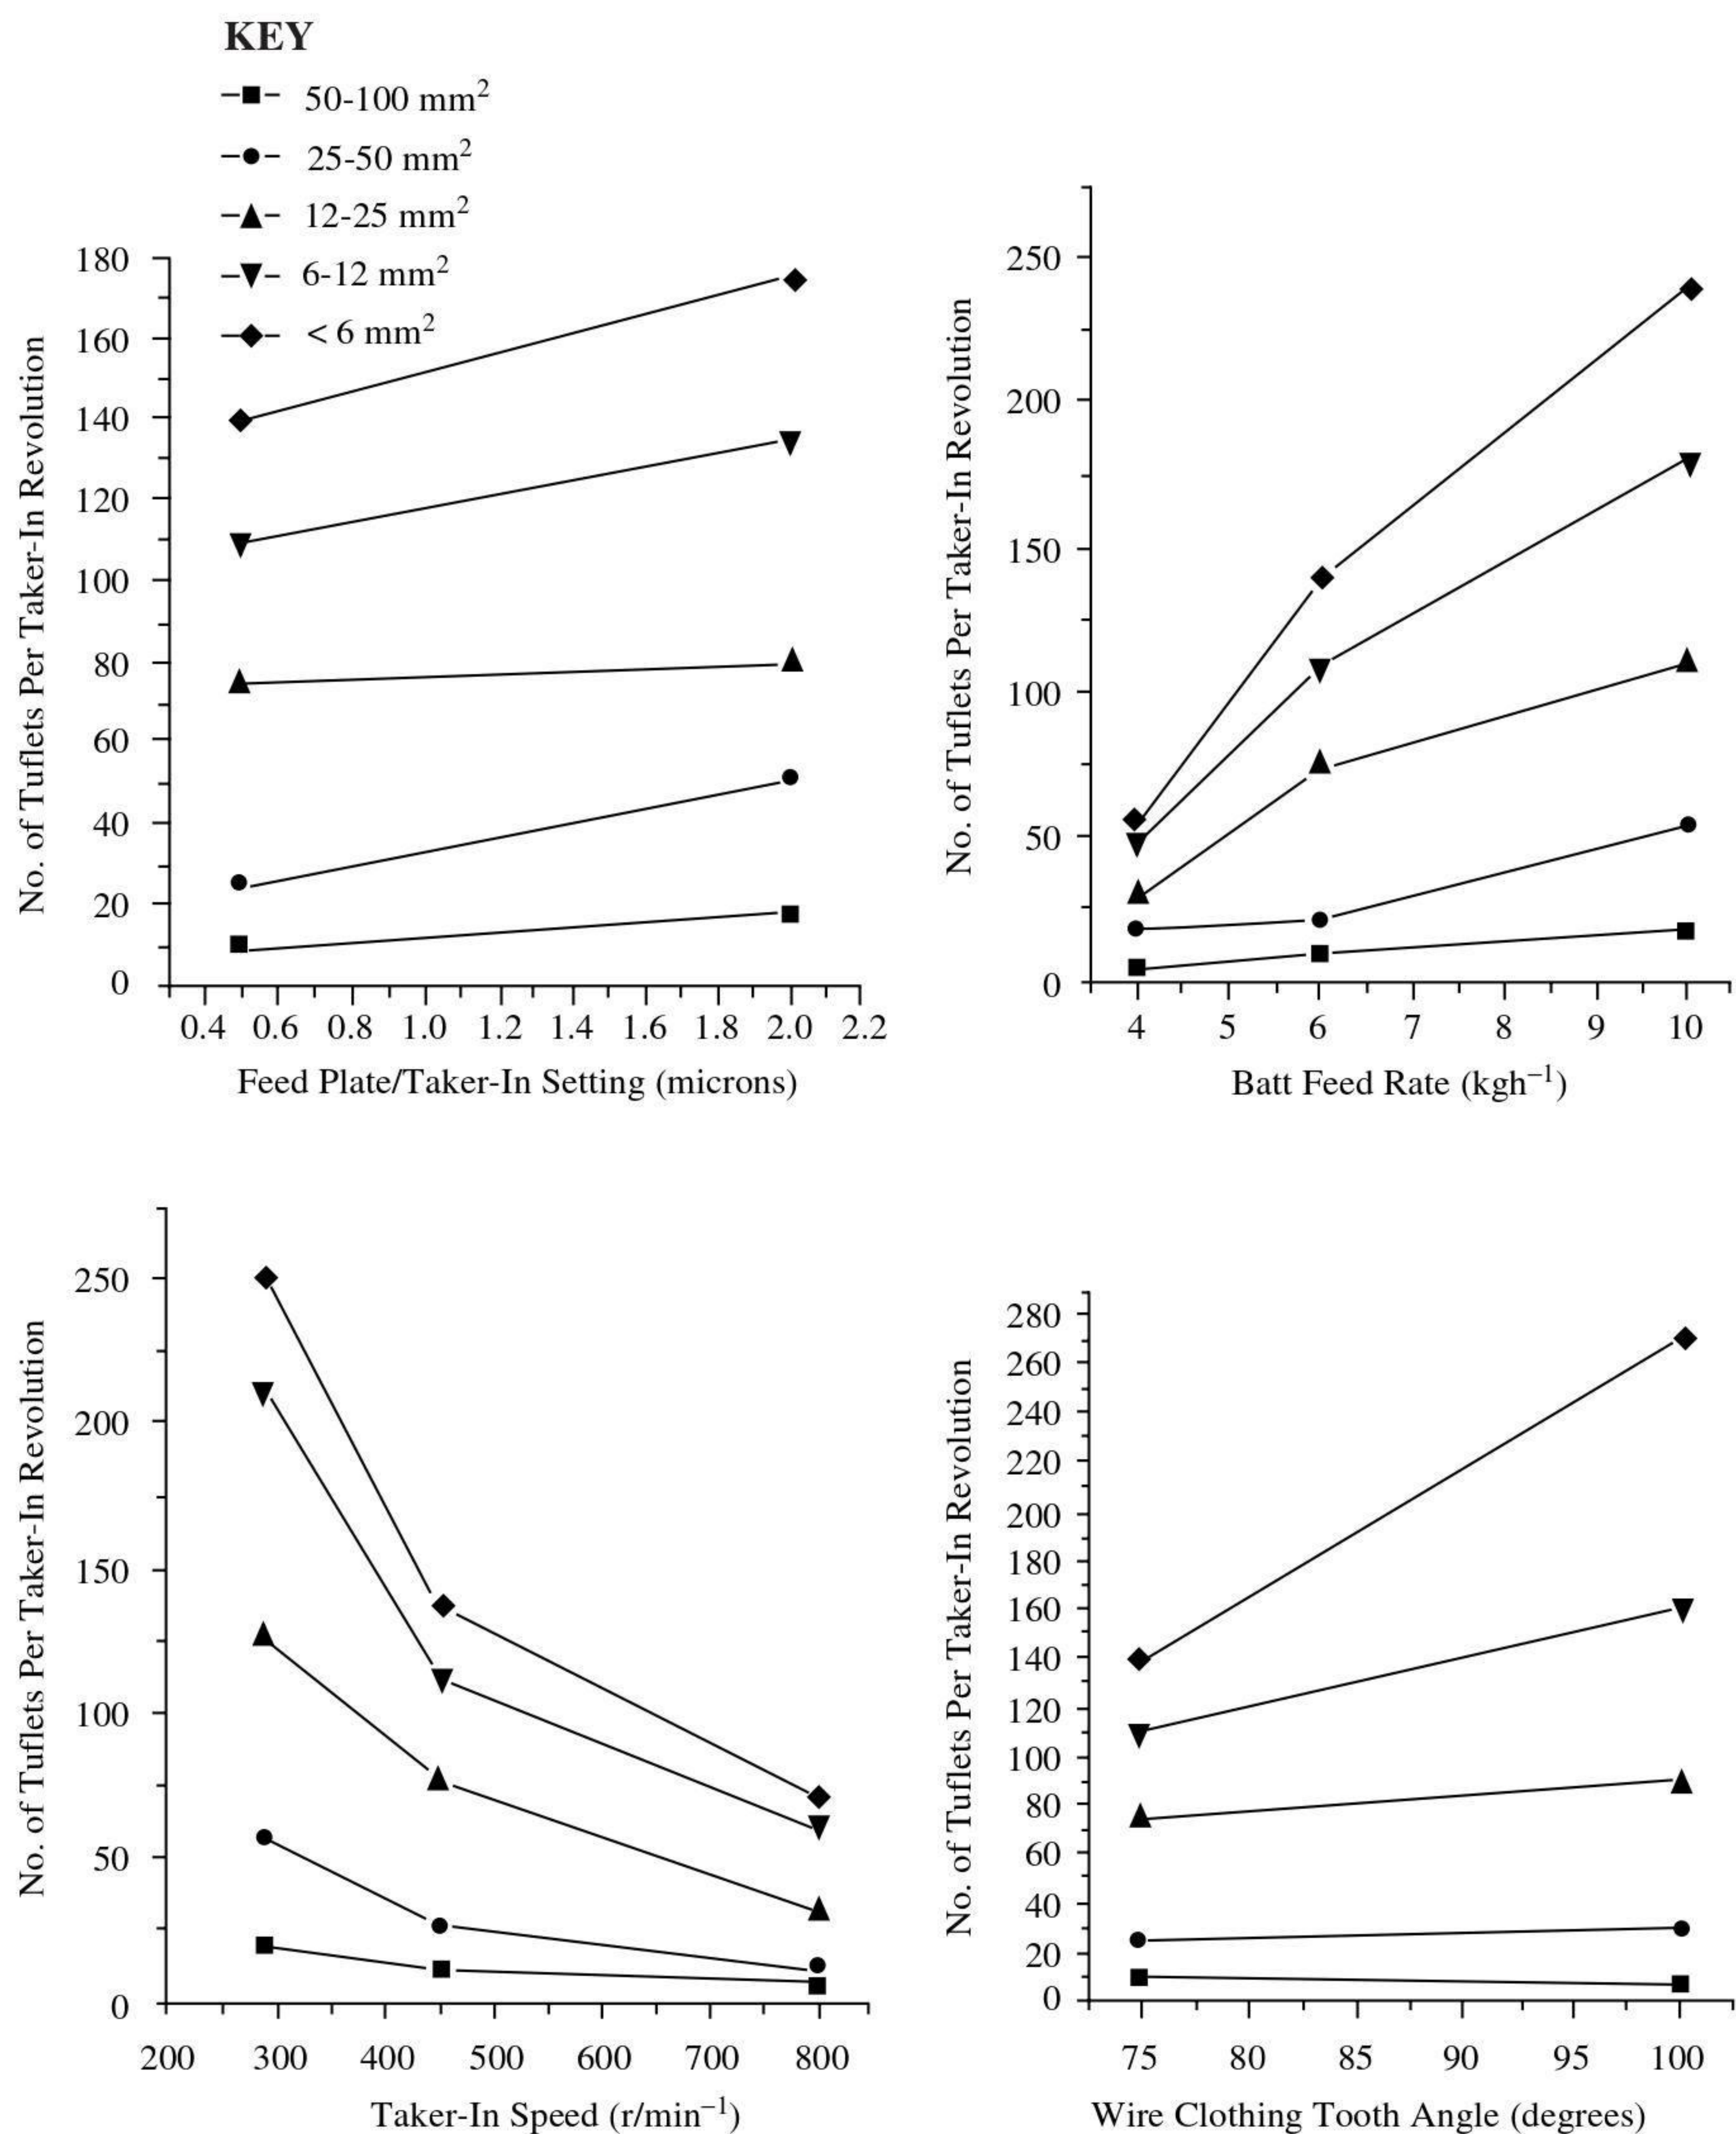 KEY
50-100 mm²
25-50 mm²
12-25 mm²
6-12 mm²
< 6 mm²
No. of Tuflets Per Taker-In Revolution
180
160
140
120
100
80
60
40
20
0
0.4 0.6 0.8 1.0 1.2 1.4 1.6 1.8 2.0 2.2
Feed Plate/Taker-In Setting (microns)
No. of Tuflets Per Taker-In Revolution
250
200
150
100
50
0
4 5 6 7 8 9 10
Batt Feed Rate (kgh⁻¹)
No. of Tuflets Per Taker-In Revolution
250
200
150
100
50
0
200 300 400 500 600 700 800
Taker-In Speed (r/min⁻¹)
No. of Tuflets Per Taker-In Revolution
280
260
240
220
200
180
160
140
120
100
80
60
40
20
0
75 80 85 90 95 100
Wire Clothing Tooth Angle (degrees)